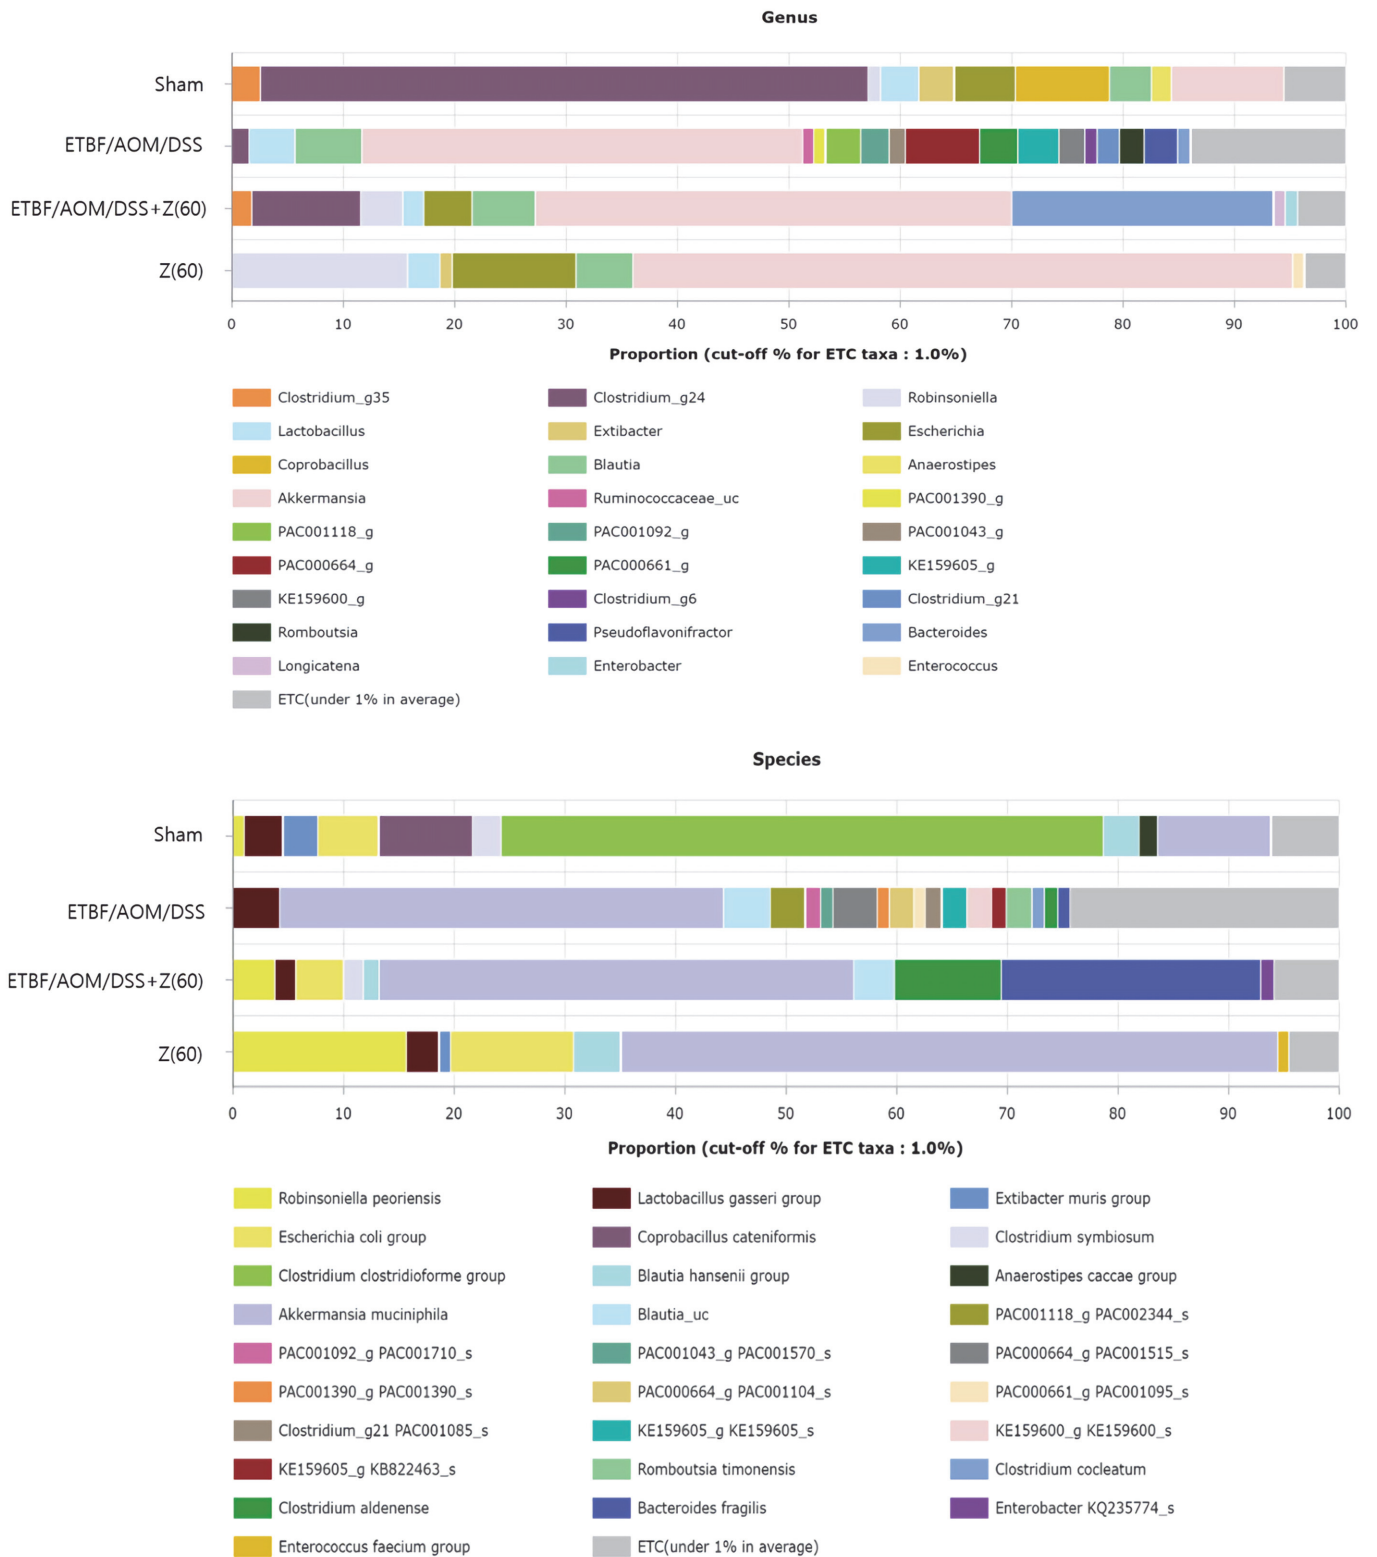 Genus
Sham
ETBF/AOM/DSS
ETBF/AOM/DSS+Z(60)
Z(60)
0 10 20 30 40 50 60 70 80 90 100
Proportion (cut-off % for ETC taxa : 1.0%)
Clostridium_g35 Clostridium_g24 Robinsoniella
Lactobacillus Extibacter Escherichia
Coprobacillus Blautia Anaerostipes
Akkermansia Ruminococcaceae_uc PAC001390_g
PAC001118_g PAC001092_g PAC001043_g
PAC000664_g PAC000661_g KE159605_g
KE159600_g Clostridium_g6 Clostridium_g21
Romboutsia Pseudoflavonifractor Bacteroides
Longicatena Enterobacter Enterococcus
ETC(under 1% in average)
Species
Sham
ETBF/AOM/DSS
ETBF/AOM/DSS+Z(60)
Z(60)
0 10 20 30 40 50 60 70 80 90 100
Proportion (cut-off % for ETC taxa : 1.0%)
Robinsoniella peoriensis Lactobacillus gasseri group Extibacter muris group
Escherichia coli group Coprobacillus cateniformis Clostridium symbiosum
Clostridium clostridioforme group Blautia hansenii group Anaerostipes caccae group
Akkermansia muciniphila Blautia_uc PAC001118_g PAC002344_s
PAC001092_g PAC001710_s PAC001043_g PAC001570_s PAC000664_g PAC001515_s
PAC001390_g PAC001390_s PAC000664_g PAC001104_s PAC000661_g PAC001095_s
Clostridium_g21 PAC001085_s KE159605_g KE159605_s KE159600_g KE159600_s
KE159605_g KB822463_s Romboutsia timonensis Clostridium cocleatum
Clostridium aldenense Bacteroides fragilis Enterobacter KQ235774_s
Enterococcus faecium group ETC(under 1% in average)